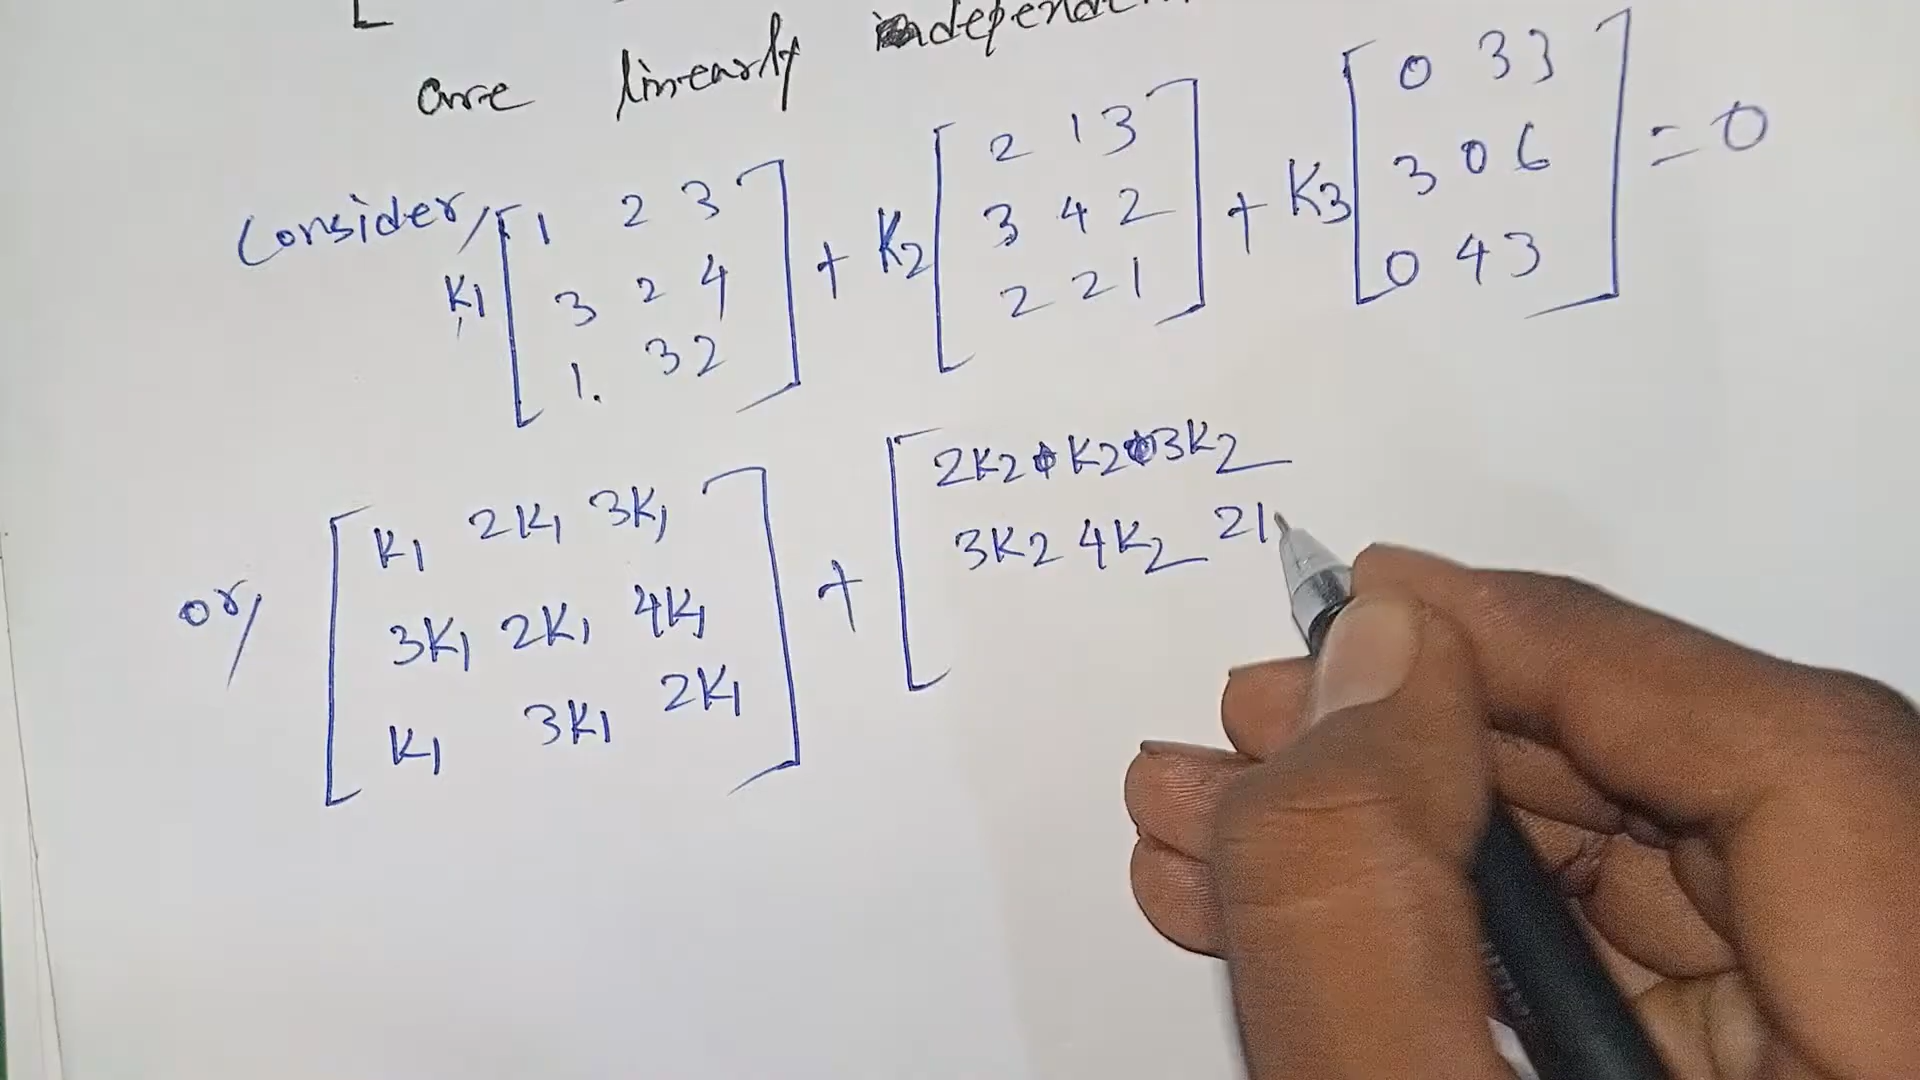 are linearly independent
Consider, K1 [1 2 3 3 2 4 1. 3 2] + K2 [2 1 3 3 4 2 2 2 1] + K3 [0 3 3 3 0 6 0 4 3] = 0
or, [K1 2K1 3K1 3K1 2K1 4K1 K1 3K1 2K1] + [2K2 K2 3K2 3K2 4K2 2